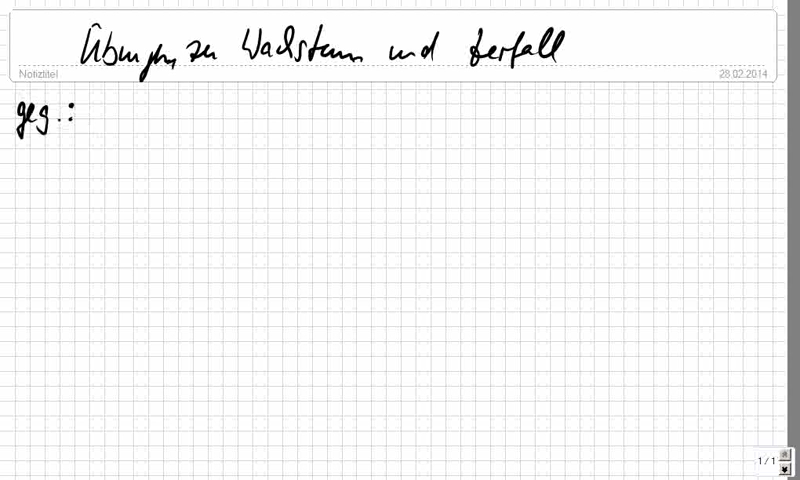 Übungen zu Wachstum und Zerfall
Notiztitel
28.02.2014
geg.:
1 / 1